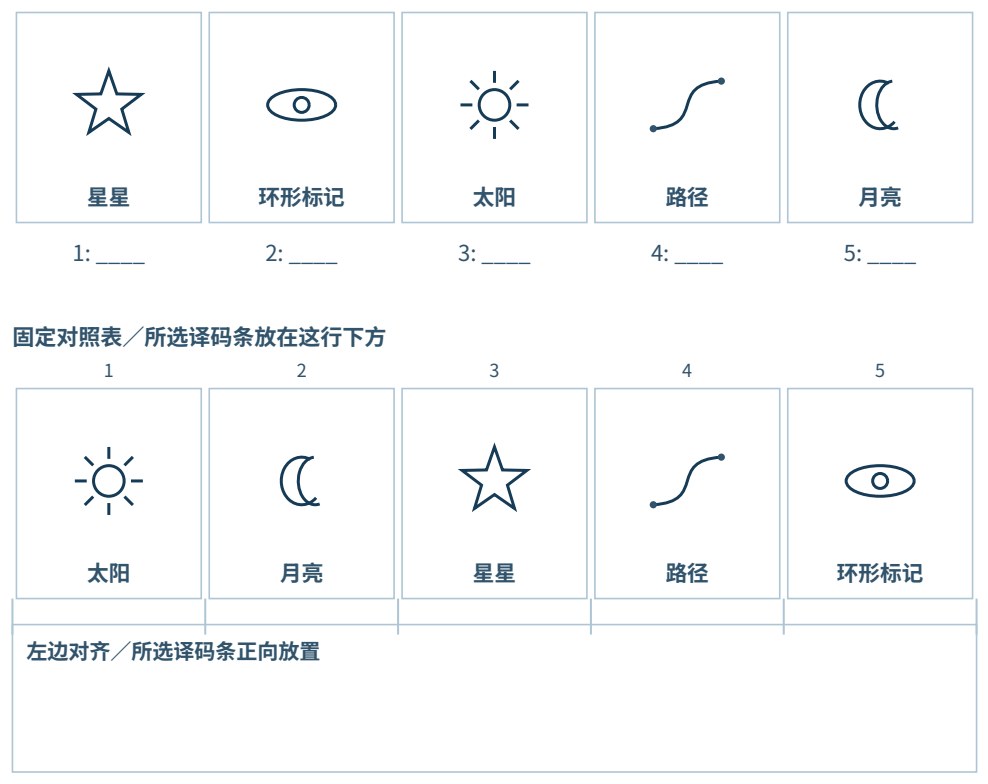 星星 环形标记 太阳 路径 月亮
1: ____ 2: ____ 3: ____ 4: ____ 5: ____
固定对照表／所选译码条放在这行下方
1 2 3 4 5
太阳 月亮 星星 路径 环形标记
左边对齐／所选译码条正向放置